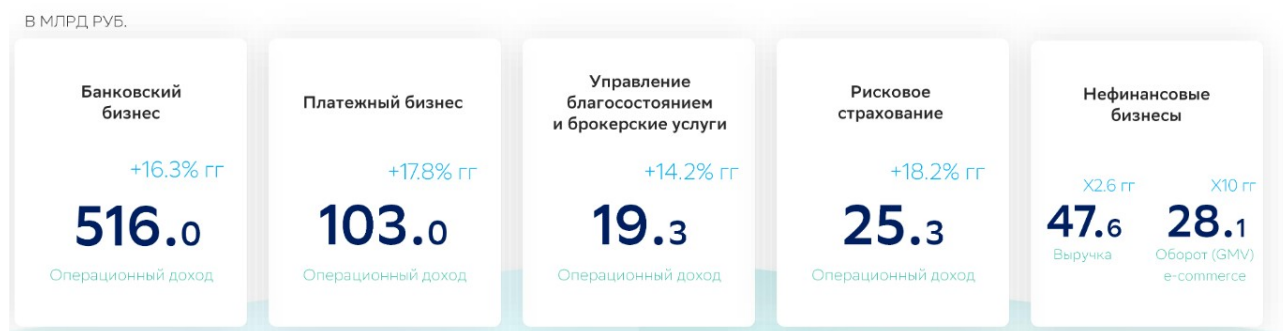 В МЛРД РУБ.
Банковский
бизнес
+16.3% гг
516.0
Операционный доход
Платежный бизнес
+17.8% гг
103.0
Операционный доход
Управление
благосостоянием
и брокерские услуги
+14.2% гг
19.3
Операционный доход
Рисковое
страхование
+18.2% гг
25.3
Операционный доход
Нефинансовые
бизнесы
X2.6 гг
47.6
Выручка
X10 гг
28.1
Оборот (GMV)
e-commerce